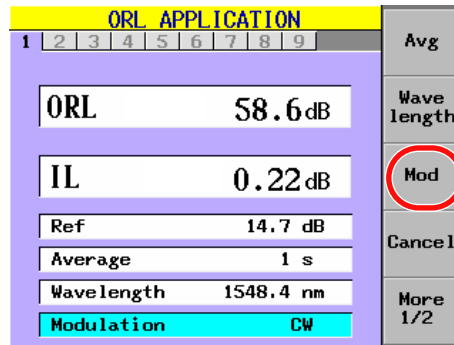 ORL APPLICATION
1 2 3 4 5 6 7 8 9
ORL 58.6dB
IL 0.22dB
Ref 14.7 dB
Average 1 s
Wavelength 1548.4 nm
Modulation CW
Avg
Wave
length
Mod
Cancel
More
1/2